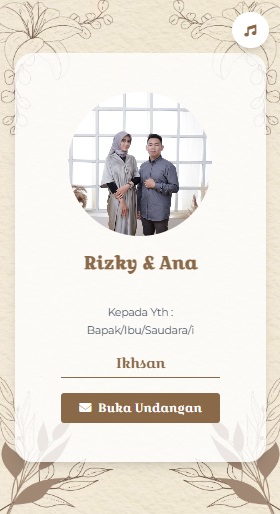 Rizky & Ana
Kepada Yth :
Bapak/Ibu/Saudara/i
Ikhsan
Buka Undangan